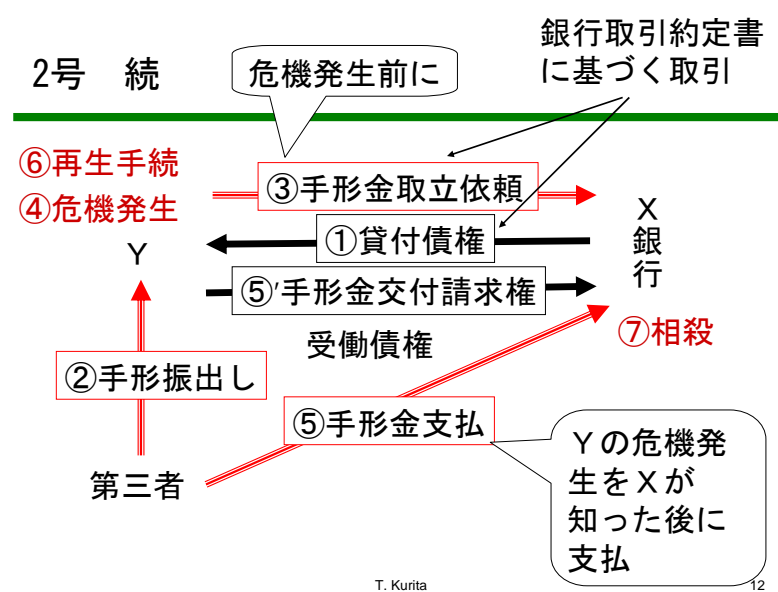 2号　続
危機発生前に
銀行取引約定書
に基づく取引
⑥再生手続
④危機発生
③手形金取立依頼
①貸付債権
Y
X
銀
行
⑤'手形金交付請求権
受働債権
⑦相殺
②手形振出し
⑤手形金支払
第三者
Ｙの危機発
生をＸが
知った後に
支払
T. Kurita
12